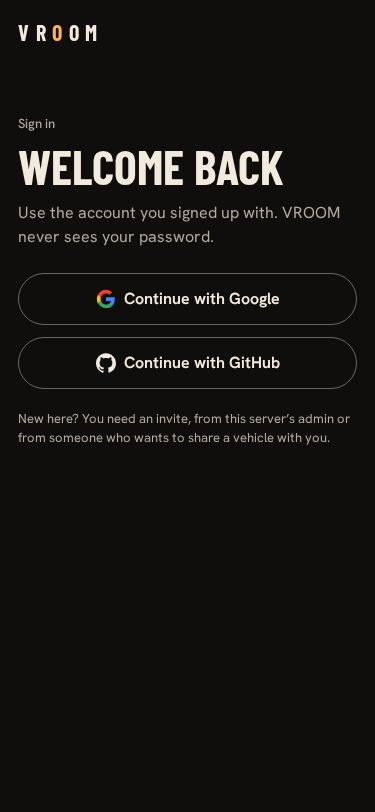 VROOM
Sign in
WELCOME BACK
Use the account you signed up with. VROOM
never sees your password.
Continue with Google
Continue with GitHub
New here? You need an invite, from this server’s admin or
from someone who wants to share a vehicle with you.